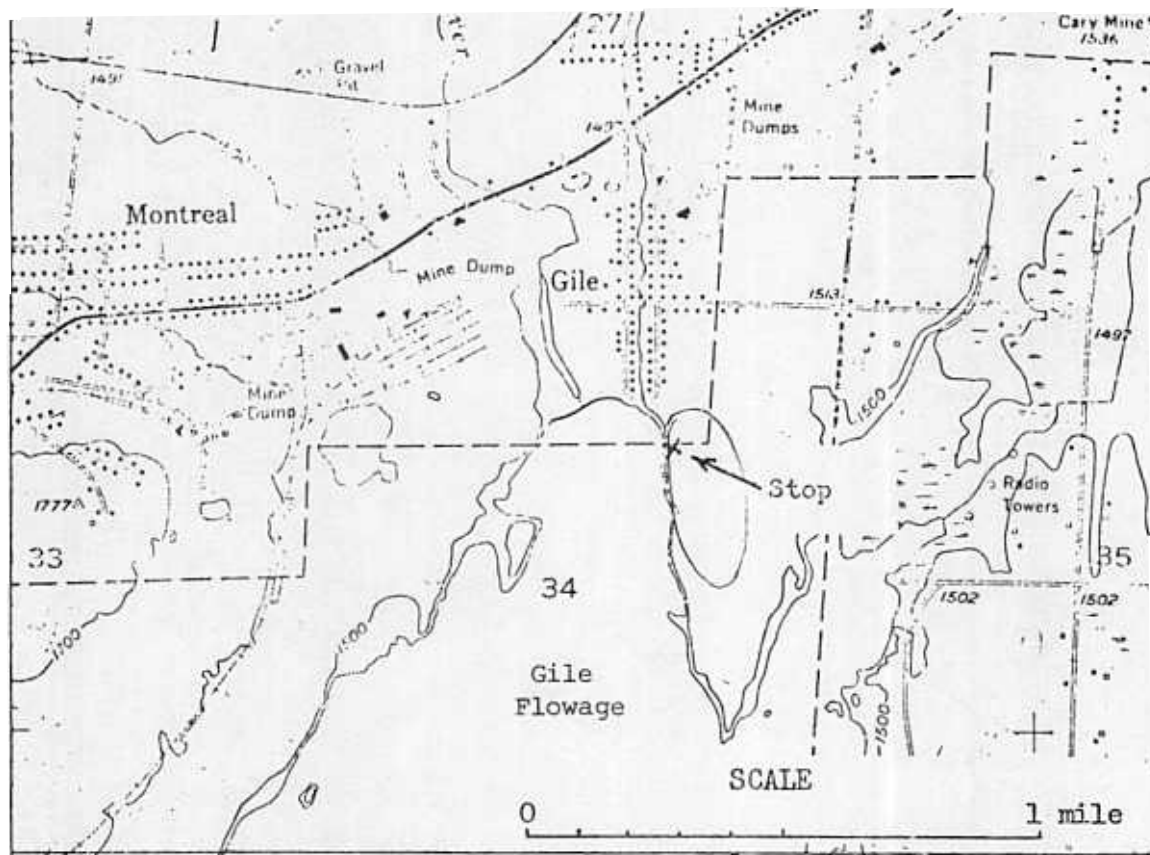 27
Cary Mine
1536
1491
Gravel
Pit
Mine
Dumps
Montreal
Mine Dump
Gile
1513
1497
Mine
Dump
1500
Stop
1777
Radio
Towers
33
34
35
1502
1502
1700
1500
Gile
Flowage
1500
SCALE
0
1 mile